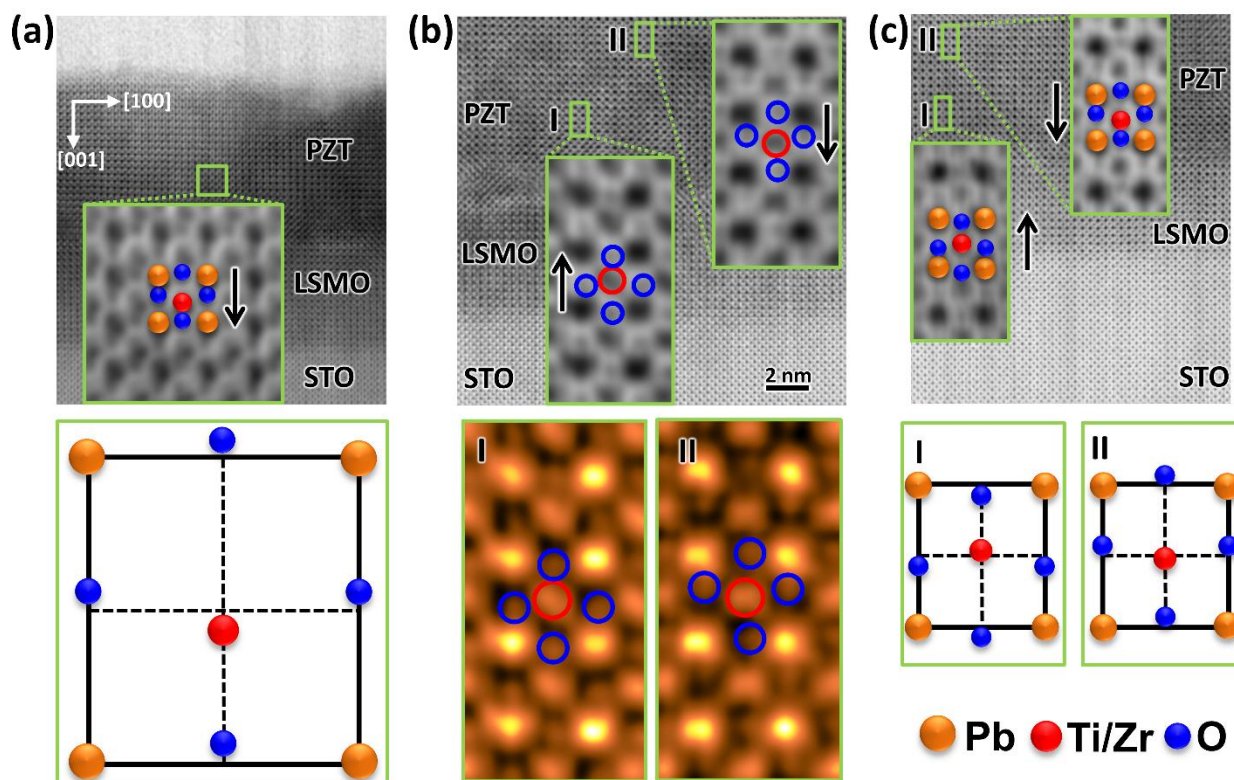 (a)
[100]
[001]
PZT
LSMO
STO
(b)
II
PZT
I
LSMO
STO
2 nm
I
II
(c)
II
PZT
I
LSMO
STO
I
II
Pb Ti/Zr O